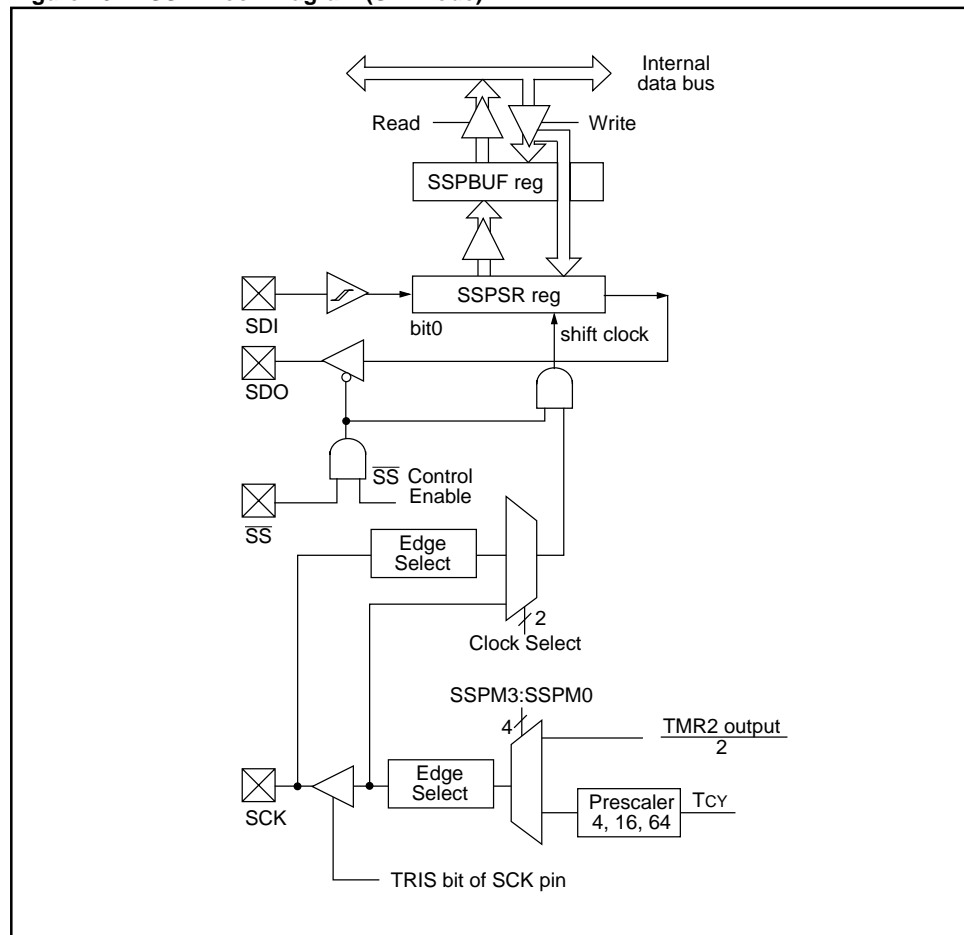 Internal
data bus
Read
Write
SSPBUF reg
SSPSR reg
SDI
bit0
shift clock
SDO
SS Control
Enable
SS
Edge
Select
2
Clock Select
SSPM3:SSPM0
4
TMR2 output
2
Edge
Select
SCK
Prescaler
4, 16, 64
TCY
TRIS bit of SCK pin